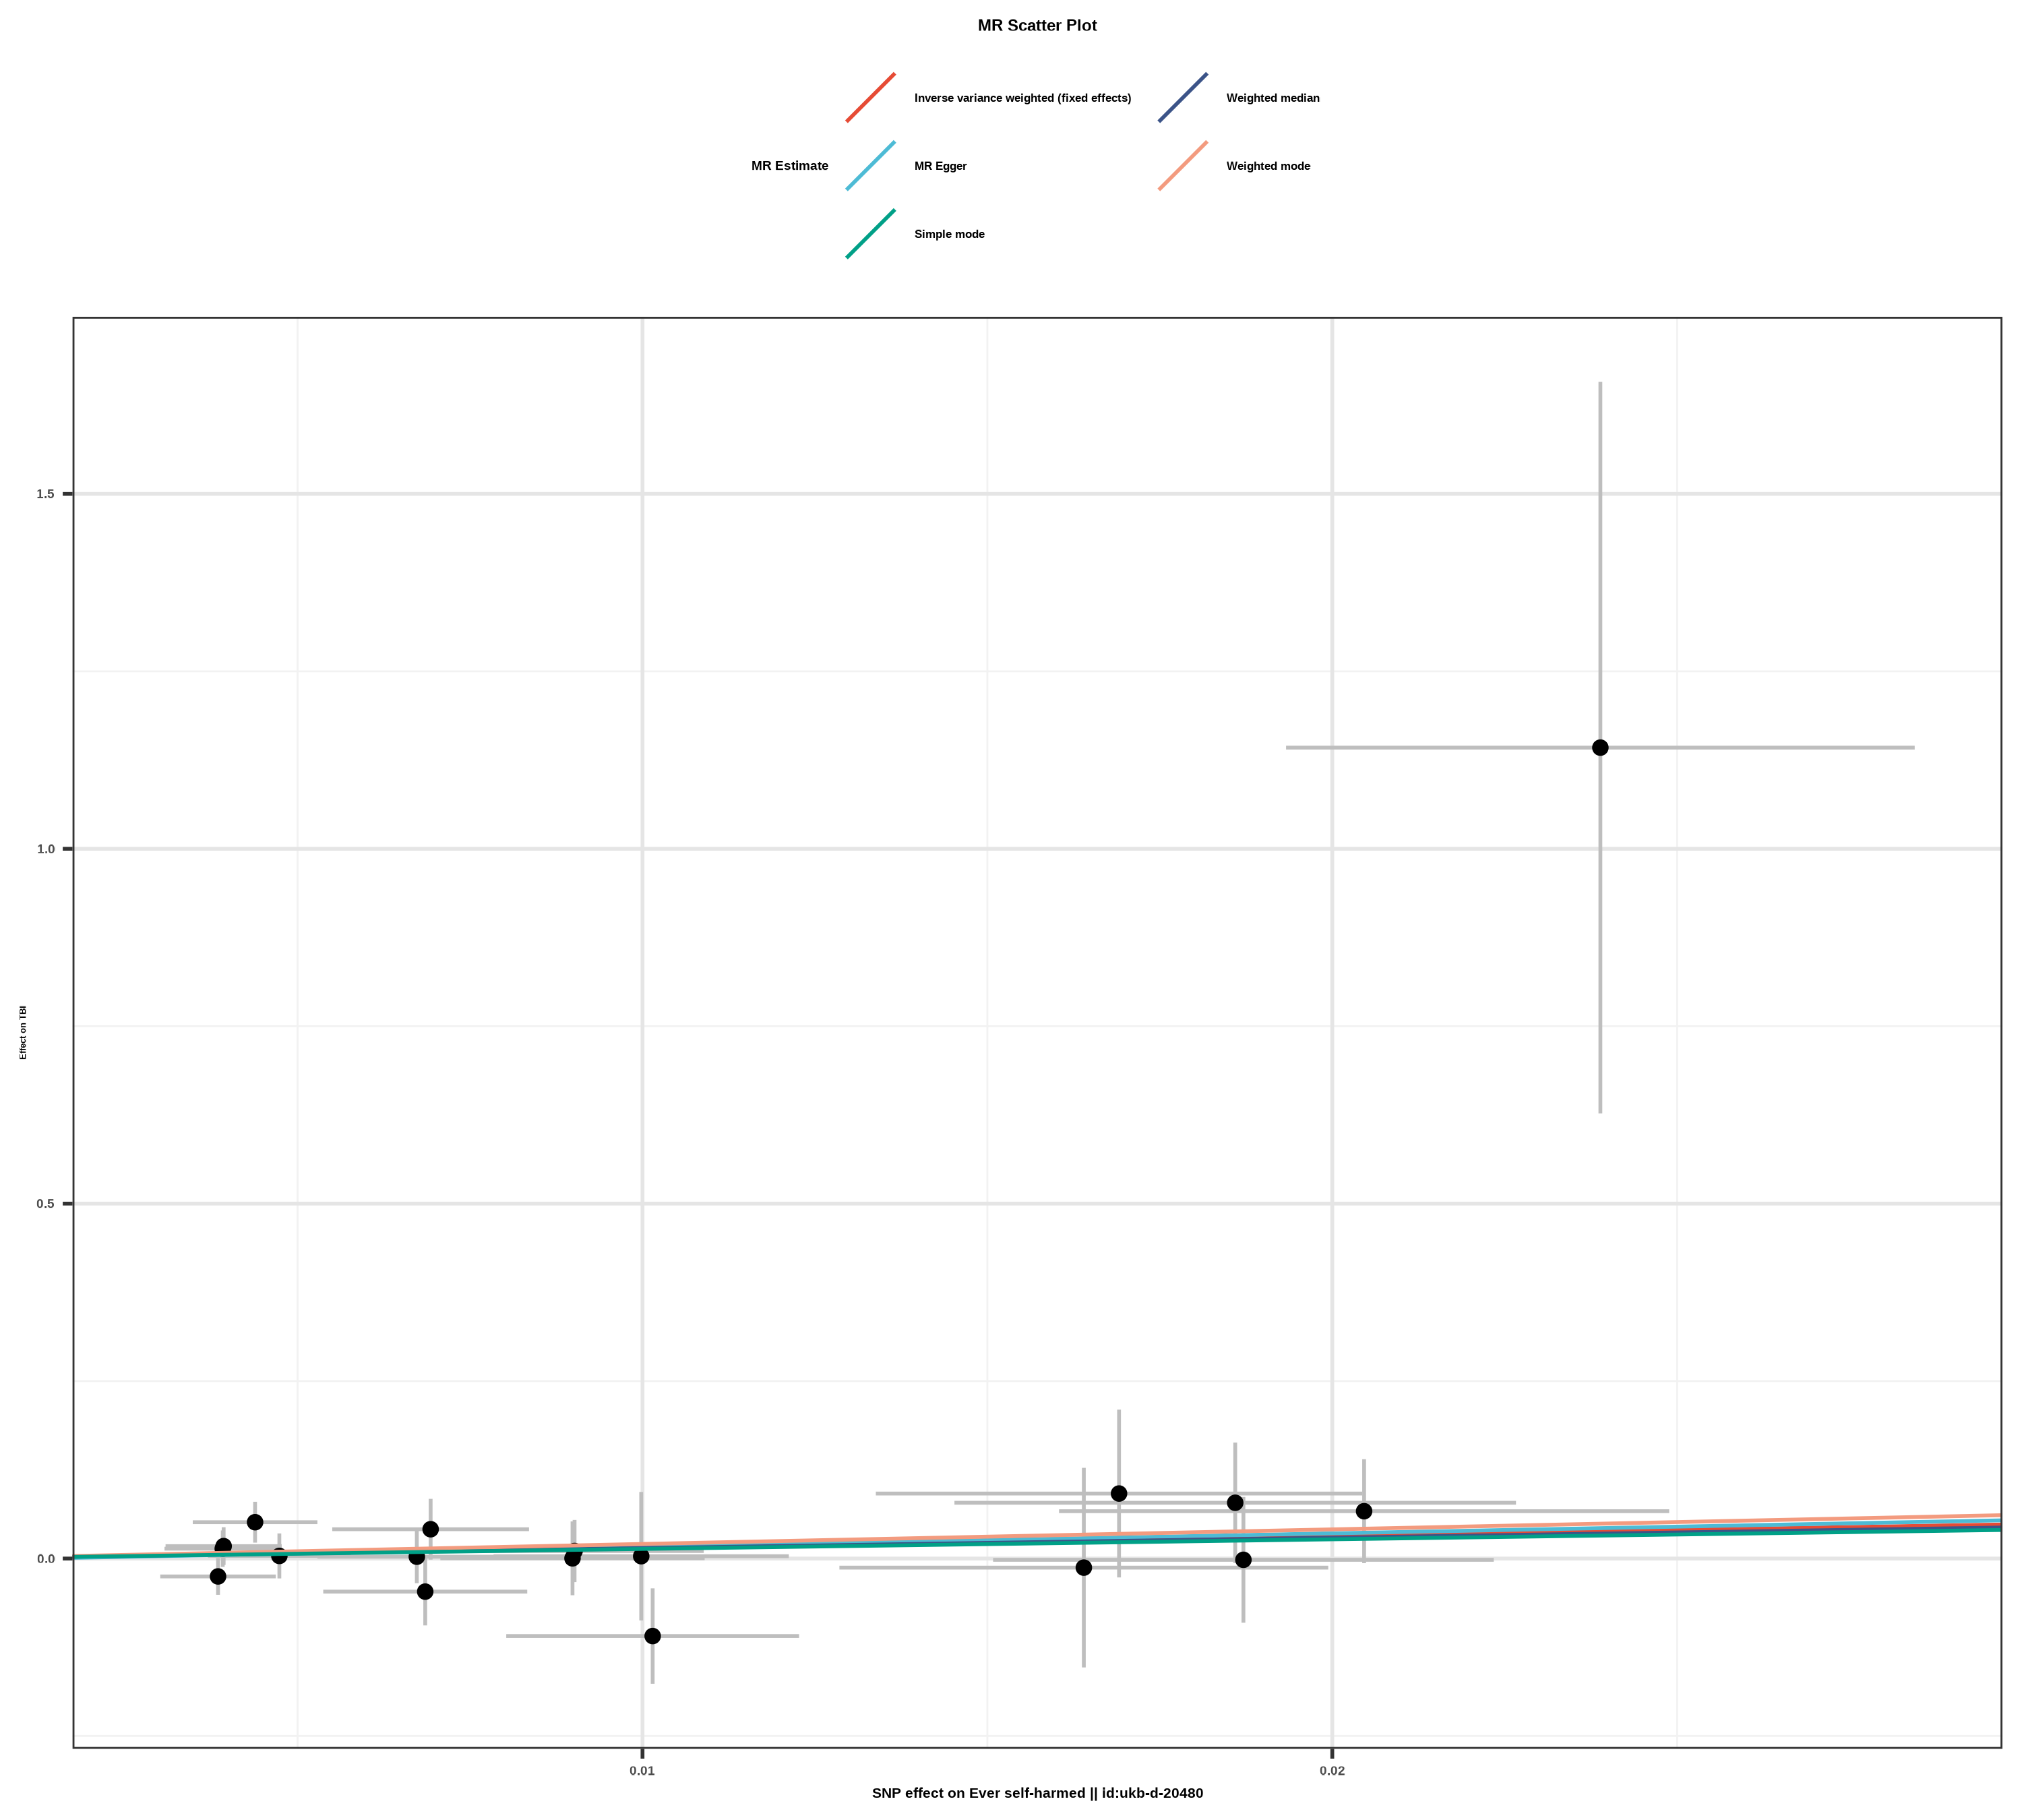 MR Scatter Plot
Inverse variance weighted (fixed effects)
Weighted median
MR Estimate
MR Egger
Weighted mode
Simple mode
1.5
1.0
0.5
0.0
Effect on TBI
0.01
0.02
SNP effect on Ever self-harmed || id:ukb-d-20480